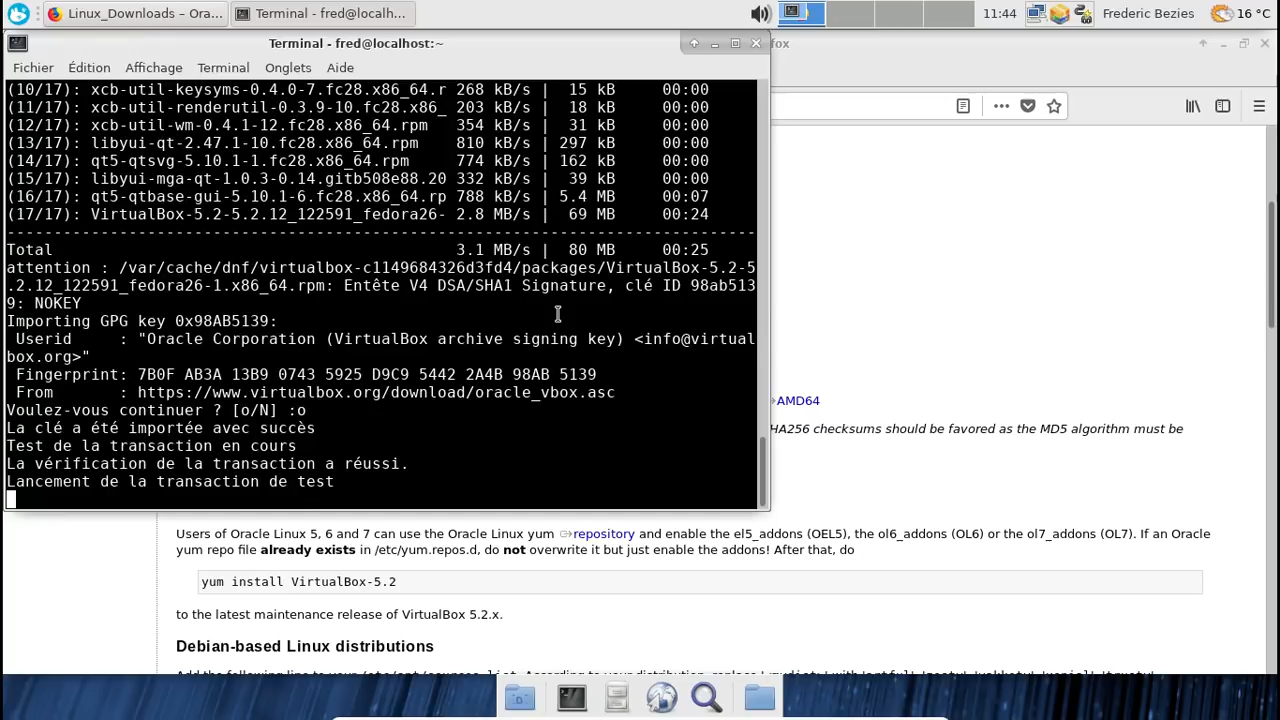 Linux_Downloads – Ora...
Terminal - fred@localh...
11:44
Frederic Bezies
16 °C
Terminal - fred@localhost:~
fox
Fichier Édition Affichage Terminal Onglets Aide
(10/17): xcb-util-keysyms-0.4.0-7.fc28.x86_64.r 268 kB/s | 15 kB 00:00
(11/17): xcb-util-renderutil-0.3.9-10.fc28.x86_ 203 kB/s | 18 kB 00:00
(12/17): xcb-util-wm-0.4.1-12.fc28.x86_64.rpm 354 kB/s | 31 kB 00:00
(13/17): libyui-qt-2.47.1-10.fc28.x86_64.rpm 810 kB/s | 297 kB 00:00
(14/17): qt5-qtsvg-5.10.1-1.fc28.x86_64.rpm 774 kB/s | 162 kB 00:00
(15/17): libyui-mga-qt-1.0.3-0.14.gitb508e88.20 332 kB/s | 39 kB 00:00
(16/17): qt5-qtbase-gui-5.10.1-6.fc28.x86_64.rp 788 kB/s | 5.4 MB 00:07
(17/17): VirtualBox-5.2-5.2.12_122591_fedora26- 2.8 MB/s | 69 MB 00:24
--------------------------------------------------------------------------------
Total 3.1 MB/s | 80 MB 00:25
attention : /var/cache/dnf/virtualbox-c1149684326d3fd4/packages/VirtualBox-5.2-5
.2.12_122591_fedora26-1.x86_64.rpm: Entête V4 DSA/SHA1 Signature, clé ID 98ab513
9: NOKEY
Importing GPG key 0x98AB5139:
Userid : "Oracle Corporation (VirtualBox archive signing key) <info@virtual
box.org>"
Fingerprint: 7B0F AB3A 13B9 0743 5925 D9C9 5442 2A4B 98AB 5139
From : https://www.virtualbox.org/download/oracle_vbox.asc
Voulez-vous continuer ? [o/N] :o
La clé a été importée avec succès
Test de la transaction en cours
La vérification de la transaction a réussi.
Lancement de la transaction de test
AMD64
HA256 checksums should be favored as the MD5 algorithm must be
Users of Oracle Linux 5, 6 and 7 can use the Oracle Linux yum repository and enable the el5_addons (OEL5), the ol6_addons (OL6) or the ol7_addons (OL7). If an Oracle
yum repo file already exists in /etc/yum.repos.d, do not overwrite it but just enable the addons! After that, do
yum install VirtualBox-5.2
to the latest maintenance release of VirtualBox 5.2.x.
Debian-based Linux distributions